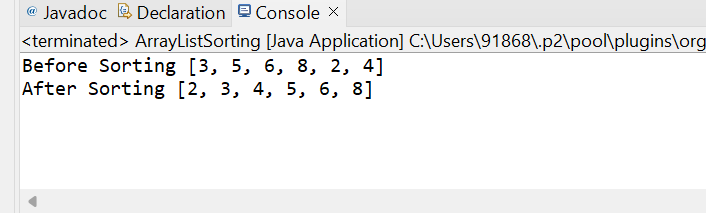 @ Javadoc Declaration Console ×
<terminated> ArrayListSorting [Java Application] C:\Users\91868\.p2\pool\plugins\org
Before Sorting [3, 5, 6, 8, 2, 4]
After Sorting [2, 3, 4, 5, 6, 8]